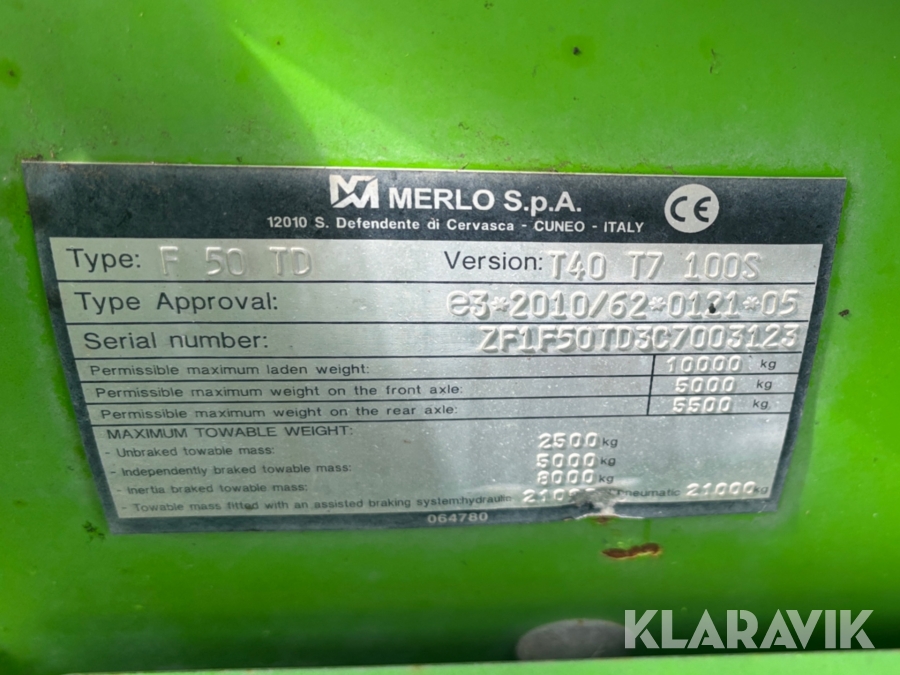 MERLO S.p.A.
12010 S. Defendente di Cervasca - CUNEO - ITALY
CE
Type: F 50 TD Version: T40 T7 100S
Type Approval: e3*2010/62*0121*05
Serial number: ZF1F50TD3C7003123
Permissible maximum laden weight: 10000 kg
Permissible maximum weight on the front axle: 5000 kg
Permissible maximum weight on the rear axle: 5500 kg
MAXIMUM TOWABLE WEIGHT:
- Unbraked towable mass: 2500 kg
- Independently braked towable mass: 5000 kg
- Inertia braked towable mass: 8000 kg
- Towable mass fitted with an assisted braking system:hydraulic pneumatic 21000 kg
064780
KLARAVIK